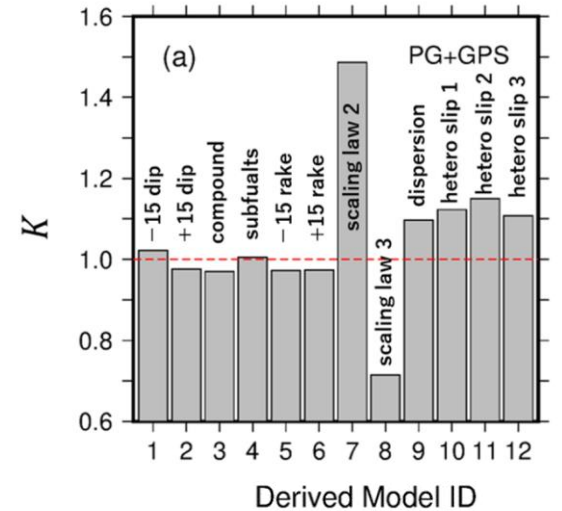 (a)
PG+GPS
K
1.6
1.4
1.2
1.0
0.8
0.6
−15 dip
+15 dip
compound
subfualts
−15 rake
+15 rake
scaling law 2
scaling law 3
dispersion
hetero slip 1
hetero slip 2
hetero slip 3
1 2 3 4 5 6 7 8 9 10 11 12
Derived Model ID